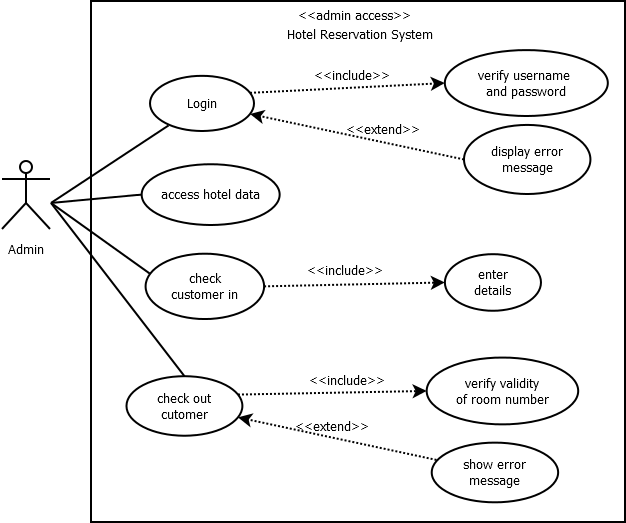 <<admin access>>
Hotel Reservation System
<<include>>
verify username
and password
Login
<<extend>>
display error
message
access hotel data
Admin
<<include>>
check
customer in
enter
details
<<include>>
verify validity
of room number
check out
cutomer
<<extend>>
show error
message